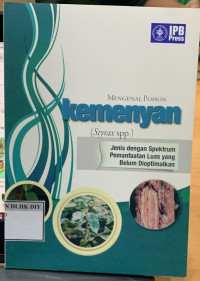 IPB
Press
MENGENAL POHON
kemenyan
(Styrax spp)
Jenis dengan Spektrum
Pemanfaatan Luas yang
Belum Dioptimalkan
N BLHK DIY